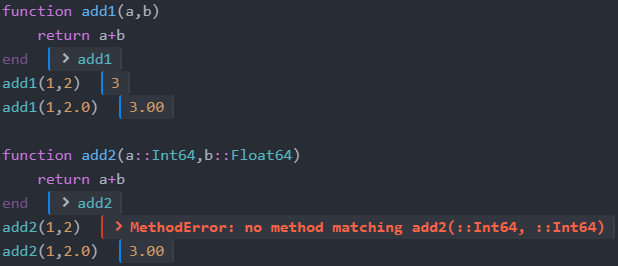 function add1(a,b)
    return a+b
end > add1
add1(1,2) 3
add1(1,2.0) 3.00
function add2(a::Int64,b::Float64)
    return a+b
end > add2
add2(1,2) > MethodError: no method matching add2(::Int64, ::Int64)
add2(1,2.0) 3.00